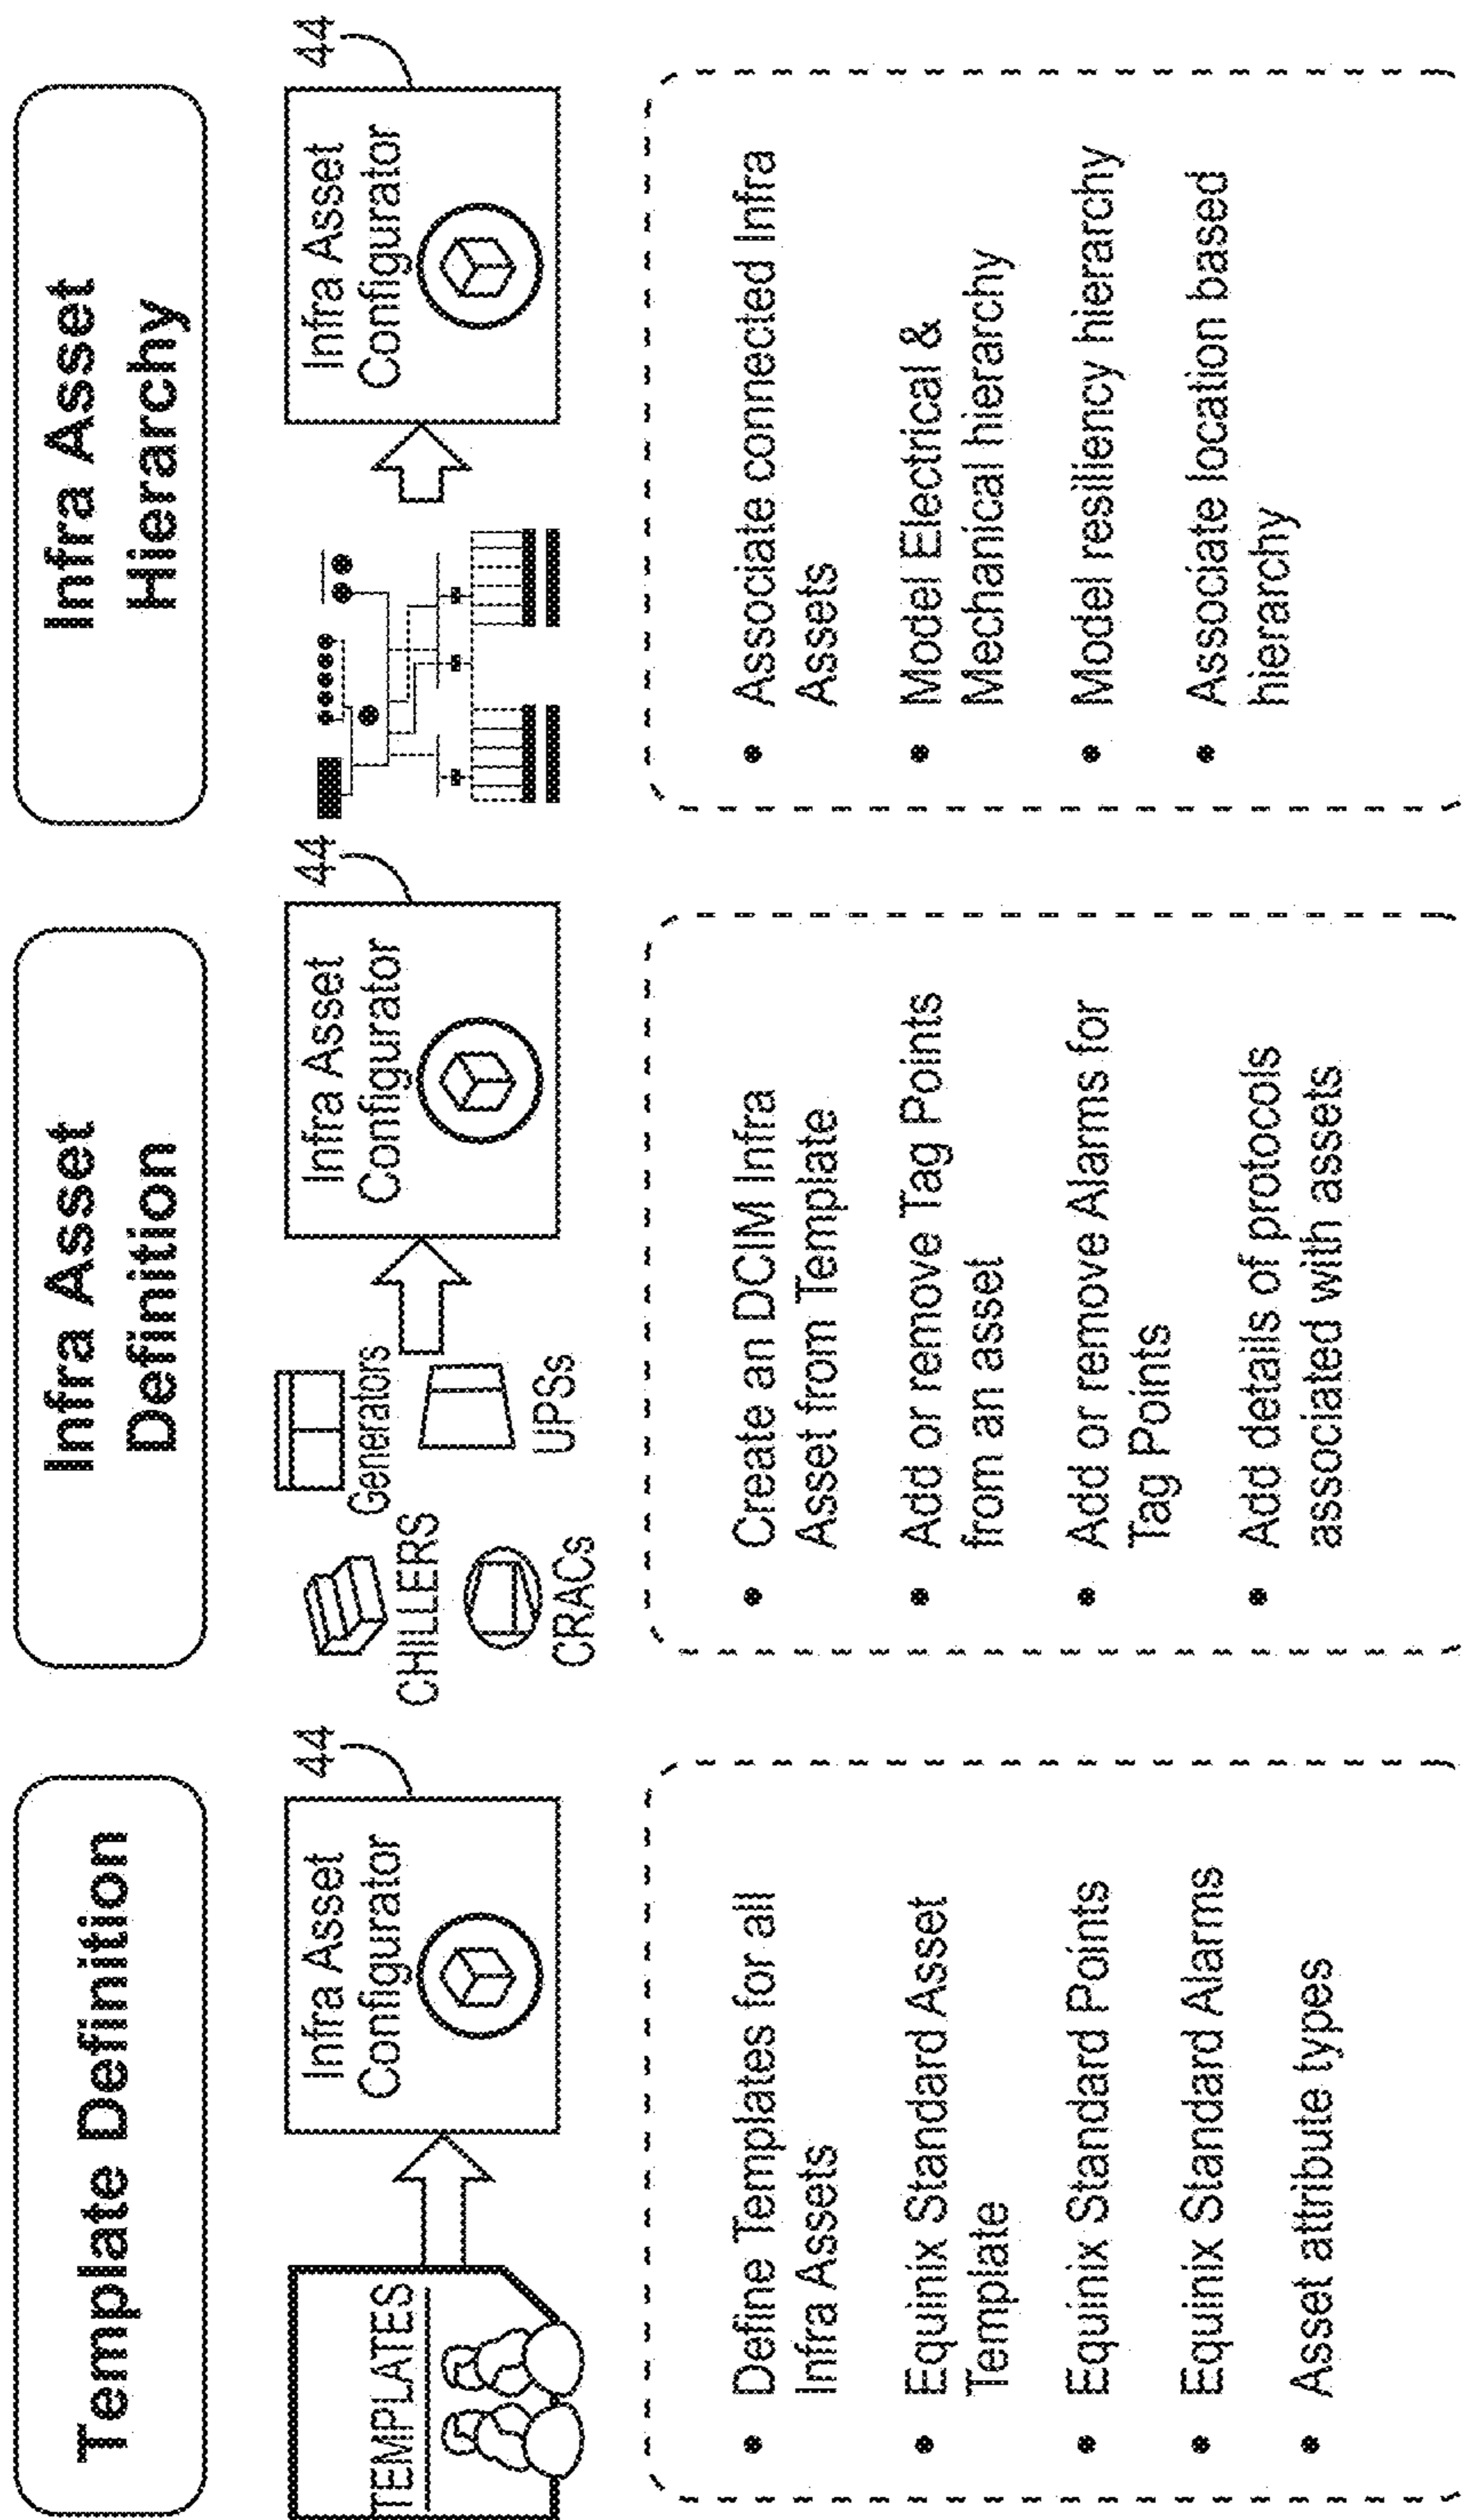 Template Definition
TEMPLATES
Infra Asset
Configurator
44
• Define Templates for all
Infra Assets
• Equinix Standard Asset
Template
• Equinix Standard Points
• Equinix Standard Alarms
• Asset attribute types
Infra Asset
Definition
CHILLERS
Generators
CRACs
UPSs
Infra Asset
Configurator
44
• Create an DCIM Infra
Asset from Template
• Add or remove Tag Points
from an asset
• Add or remove Alarms for
Tag Points
• Add details of protocols
associated with assets
Infra Asset
Hierarchy
Infra Asset
Configurator
44
• Associate connected Infra
Assets
• Model Electrical &
Mechanical hierarchy
• Model resiliency hierarchy
• Associate location based
hierarchy